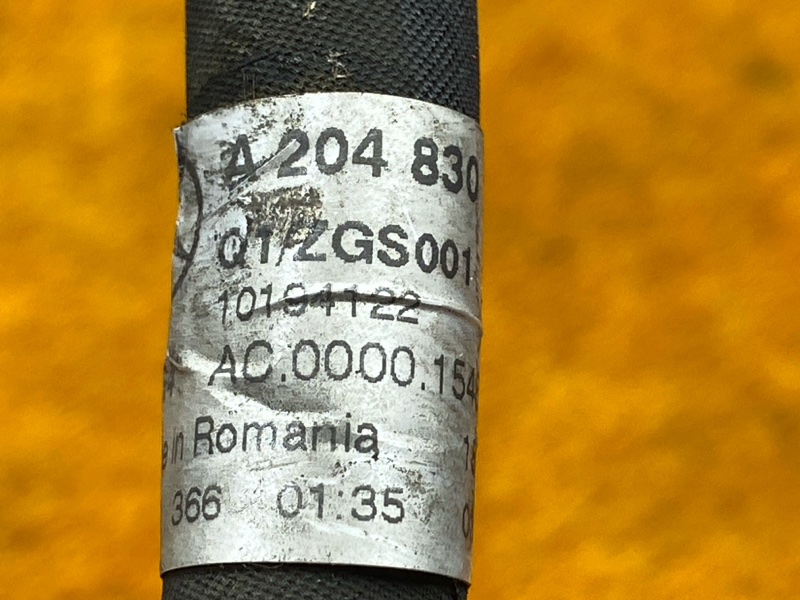 A 204 830
Q1/ZGS001
10194122
AC.0000.154
in Romania
366 01:35